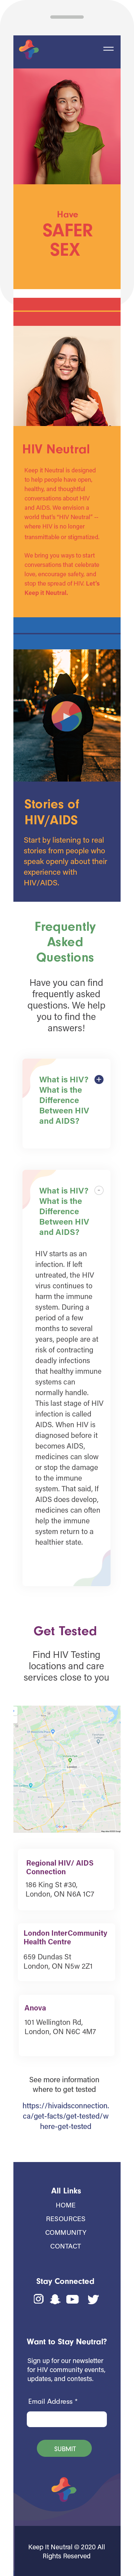 Have
SAFER
SEX
HIV Neutral
Keep it Neutral is designed
to help people have open,
healthy, and thoughtful
conversations about HIV
and AIDS. We envision a
world that's "HIV Neutral" —
where HIV is no longer
transmittable or stigmatized.
We bring you ways to start
conversations that celebrate
love, encourage safety, and
stop the spread of HIV. Let's
Keep it Neutral.
Stories of
HIV/AIDS
Start by listening to real
stories from people who
speak openly about their
experience with
HIV/AIDS.
Frequently
Asked
Questions
Have you can find
frequently asked
questions. We help
you to find the
answers!
What is HIV?
What is the
Difference
Between HIV
and AIDS?
What is HIV?
What is the
Difference
Between HIV
and AIDS?
HIV starts as an
infection. If left
untreated, the HIV
virus continues to
harm the immune
system. During a
period of a few
months to several
years, people are at
risk of contracting
deadly infections
that healthy immune
systems can
normally handle.
This last stage of HIV
infection is called
AIDS. When HIV is
diagnosed before it
becomes AIDS,
medicines can slow
or stop the damage
to the immune
system. That said, If
AIDS does develop,
medicines can often
help the immune
system return to a
healthier state.
Get Tested
Find HIV Testing
locations and care
services close to you
Regional HIV/ AIDS
Connection
186 King St #30,
London, ON N6A 1C7
London InterCommunity
Health Centre
659 Dundas St
London, ON N5w 2Z1
Anova
101 Wellington Rd,
London, ON N6C 4M7
See more information
where to get tested
https://hivaidsconnection.
ca/get-facts/get-tested/w
here-get-tested
All Links
HOME
RESOURCES
COMMUNITY
CONTACT
Stay Connected
Want to Stay Neutral?
Sign up for our newsletter
for HIV community events,
updates, and contests.
Email Address *
SUBMIT
Keep It Neutral © 2020 All
Rights Reserved